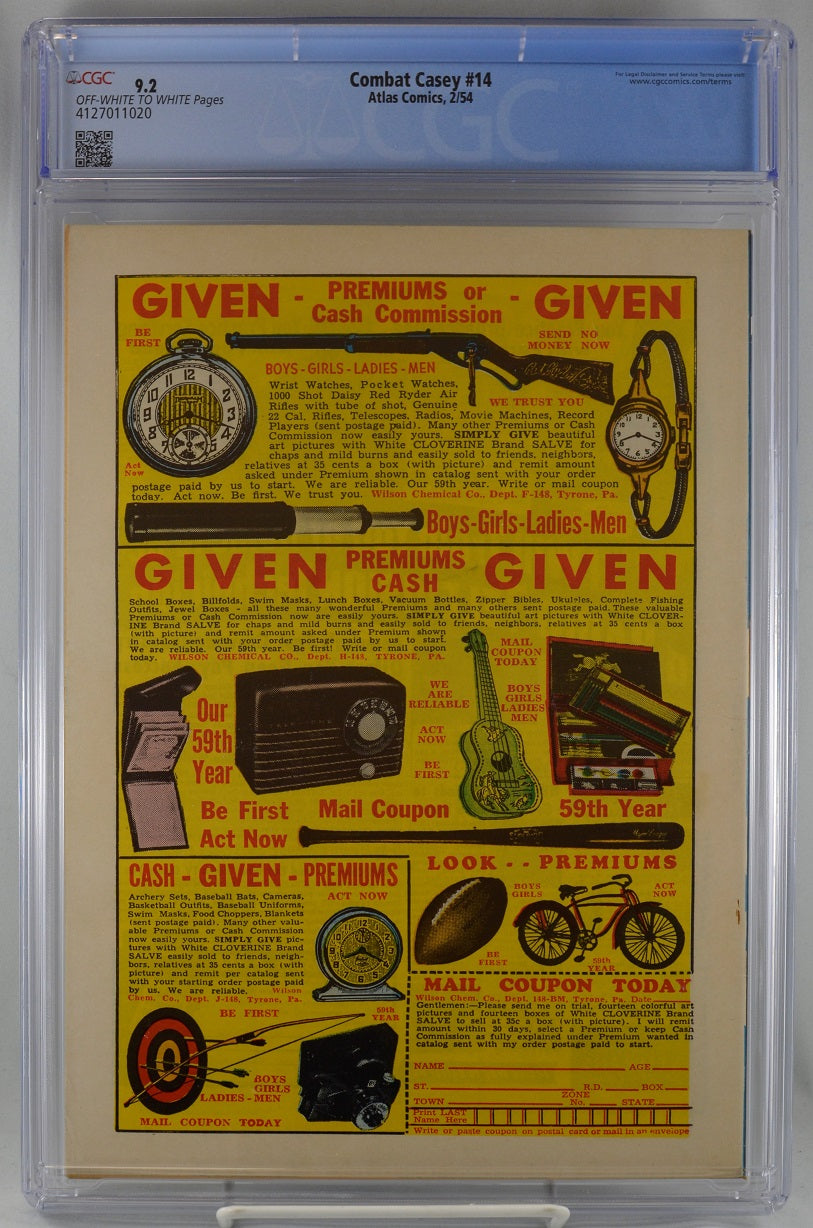 CGC
9.2
OFF-WHITE TO WHITE Pages
4127011020
Combat Casey #14
Atlas Comics, 2/54
For Legal Disclaimer and Service Terms please visit:
www.cgccomics.com/terms
CGC
GIVEN - PREMIUMS or Cash Commission - GIVEN
BE FIRST
SEND NO MONEY NOW
BOYS - GIRLS - LADIES - MEN
WE TRUST YOU
Act Now
Wrist Watches, Pocket Watches,
1000 Shot Daisy Red Ryder Air
Rifles with tube of shot, Genuine
22 Cal. Rifles, Telescopes, Radios, Movie Machines, Record
Players (sent postage paid). Many other Premiums or Cash
Commission now easily yours. SIMPLY GIVE beautiful
art pictures with White CLOVERINE Brand SALVE for
chaps and mild burns and easily sold to friends, neighbors,
relatives at 35 cents a box (with picture) and remit amount
asked under Premium shown in catalog sent with your order
postage paid by us to start. We are reliable. Our 59th year. Write or mail coupon
today. Act now. Be first. We trust you. Wilson Chemical Co., Dept. F-148, Tyrone, Pa.
Boys-Girls-Ladies-Men
GIVEN PREMIUMS CASH GIVEN
School Boxes, Billfolds, Swim Masks, Lunch Boxes, Vacuum Bottles, Zipper Bibles, Ukuleles, Complete Fishing
Outfits, Jewel Boxes - all these many wonderful Premiums and many others sent postage paid. These valuable
Premiums or Cash Commission now are easily yours. SIMPLY GIVE beautiful art pictures with White CLOVER-
INE Brand SALVE for chaps and mild burns and easily sold to friends, neighbors, relatives at 35 cents a box
(with picture) and remit amount asked under Premium shown
in catalog sent with your order postage paid by us to start.
We are reliable. Our 59th year. Be first! Write or mail coupon
today. WILSON CHEMICAL CO., Dept. H-148, TYRONE, PA.
MAIL
COUPON
TODAY
WE
ARE
RELIABLE
BOYS
GIRLS
LADIES
MEN
ACT
NOW
BE
FIRST
Our
59th
Year
Be First
Act Now
Mail Coupon
59th Year
CASH - GIVEN - PREMIUMS
Archery Sets, Baseball Bats, Cameras,
Basketball Outfits, Baseball Uniforms,
Swim Masks, Food Choppers, Blankets
(sent postage paid). Many other valu-
able Premiums or Cash Commission
now easily yours. SIMPLY GIVE pic-
tures with White CLOVERINE Brand
SALVE easily sold to friends, neigh-
bors, relatives at 35 cents a box (with
picture) and remit per catalog sent
with your starting order postage paid
by us. We are reliable. Wilson
Chem. Co., Dept. J-148, Tyrone, Pa.
ACT NOW
BE FIRST
59th
YEAR
BOYS
GIRLS
LADIES - MEN
MAIL COUPON TODAY
LOOK - - PREMIUMS
BOYS
GIRLS
ACT
NOW
BE
FIRST
59th
YEAR
MAIL COUPON TODAY
Wilson Chem. Co., Dept. 148-BM, Tyrone, Pa. Date
Gentlemen:—Please send me on trial, fourteen colorful art
pictures and fourteen boxes of White CLOVERINE Brand
SALVE to sell at 35c a box (with picture). I will remit
amount within 30 days, select a Premium or keep Cash
Commission as fully explained under Premium wanted in
catalog sent with my order postage paid to start.
NAME AGE
ST. R.D. BOX
TOWN ZONE No. STATE
Print LAST
Name Here
Write or paste coupon on postal card or mail in an envelope